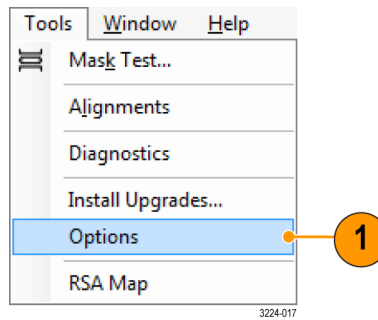 Tools Window Help
Mask Test...
Alignments
Diagnostics
Install Upgrades...
Options
1
RSA Map
3224-017